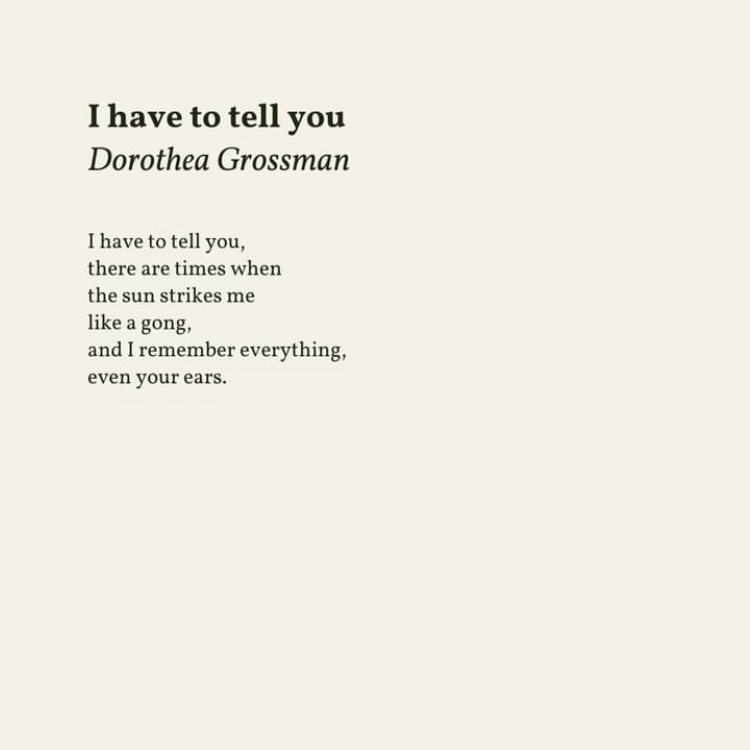 I have to tell you
Dorothea Grossman
I have to tell you,
there are times when
the sun strikes me
like a gong,
and I remember everything,
even your ears.